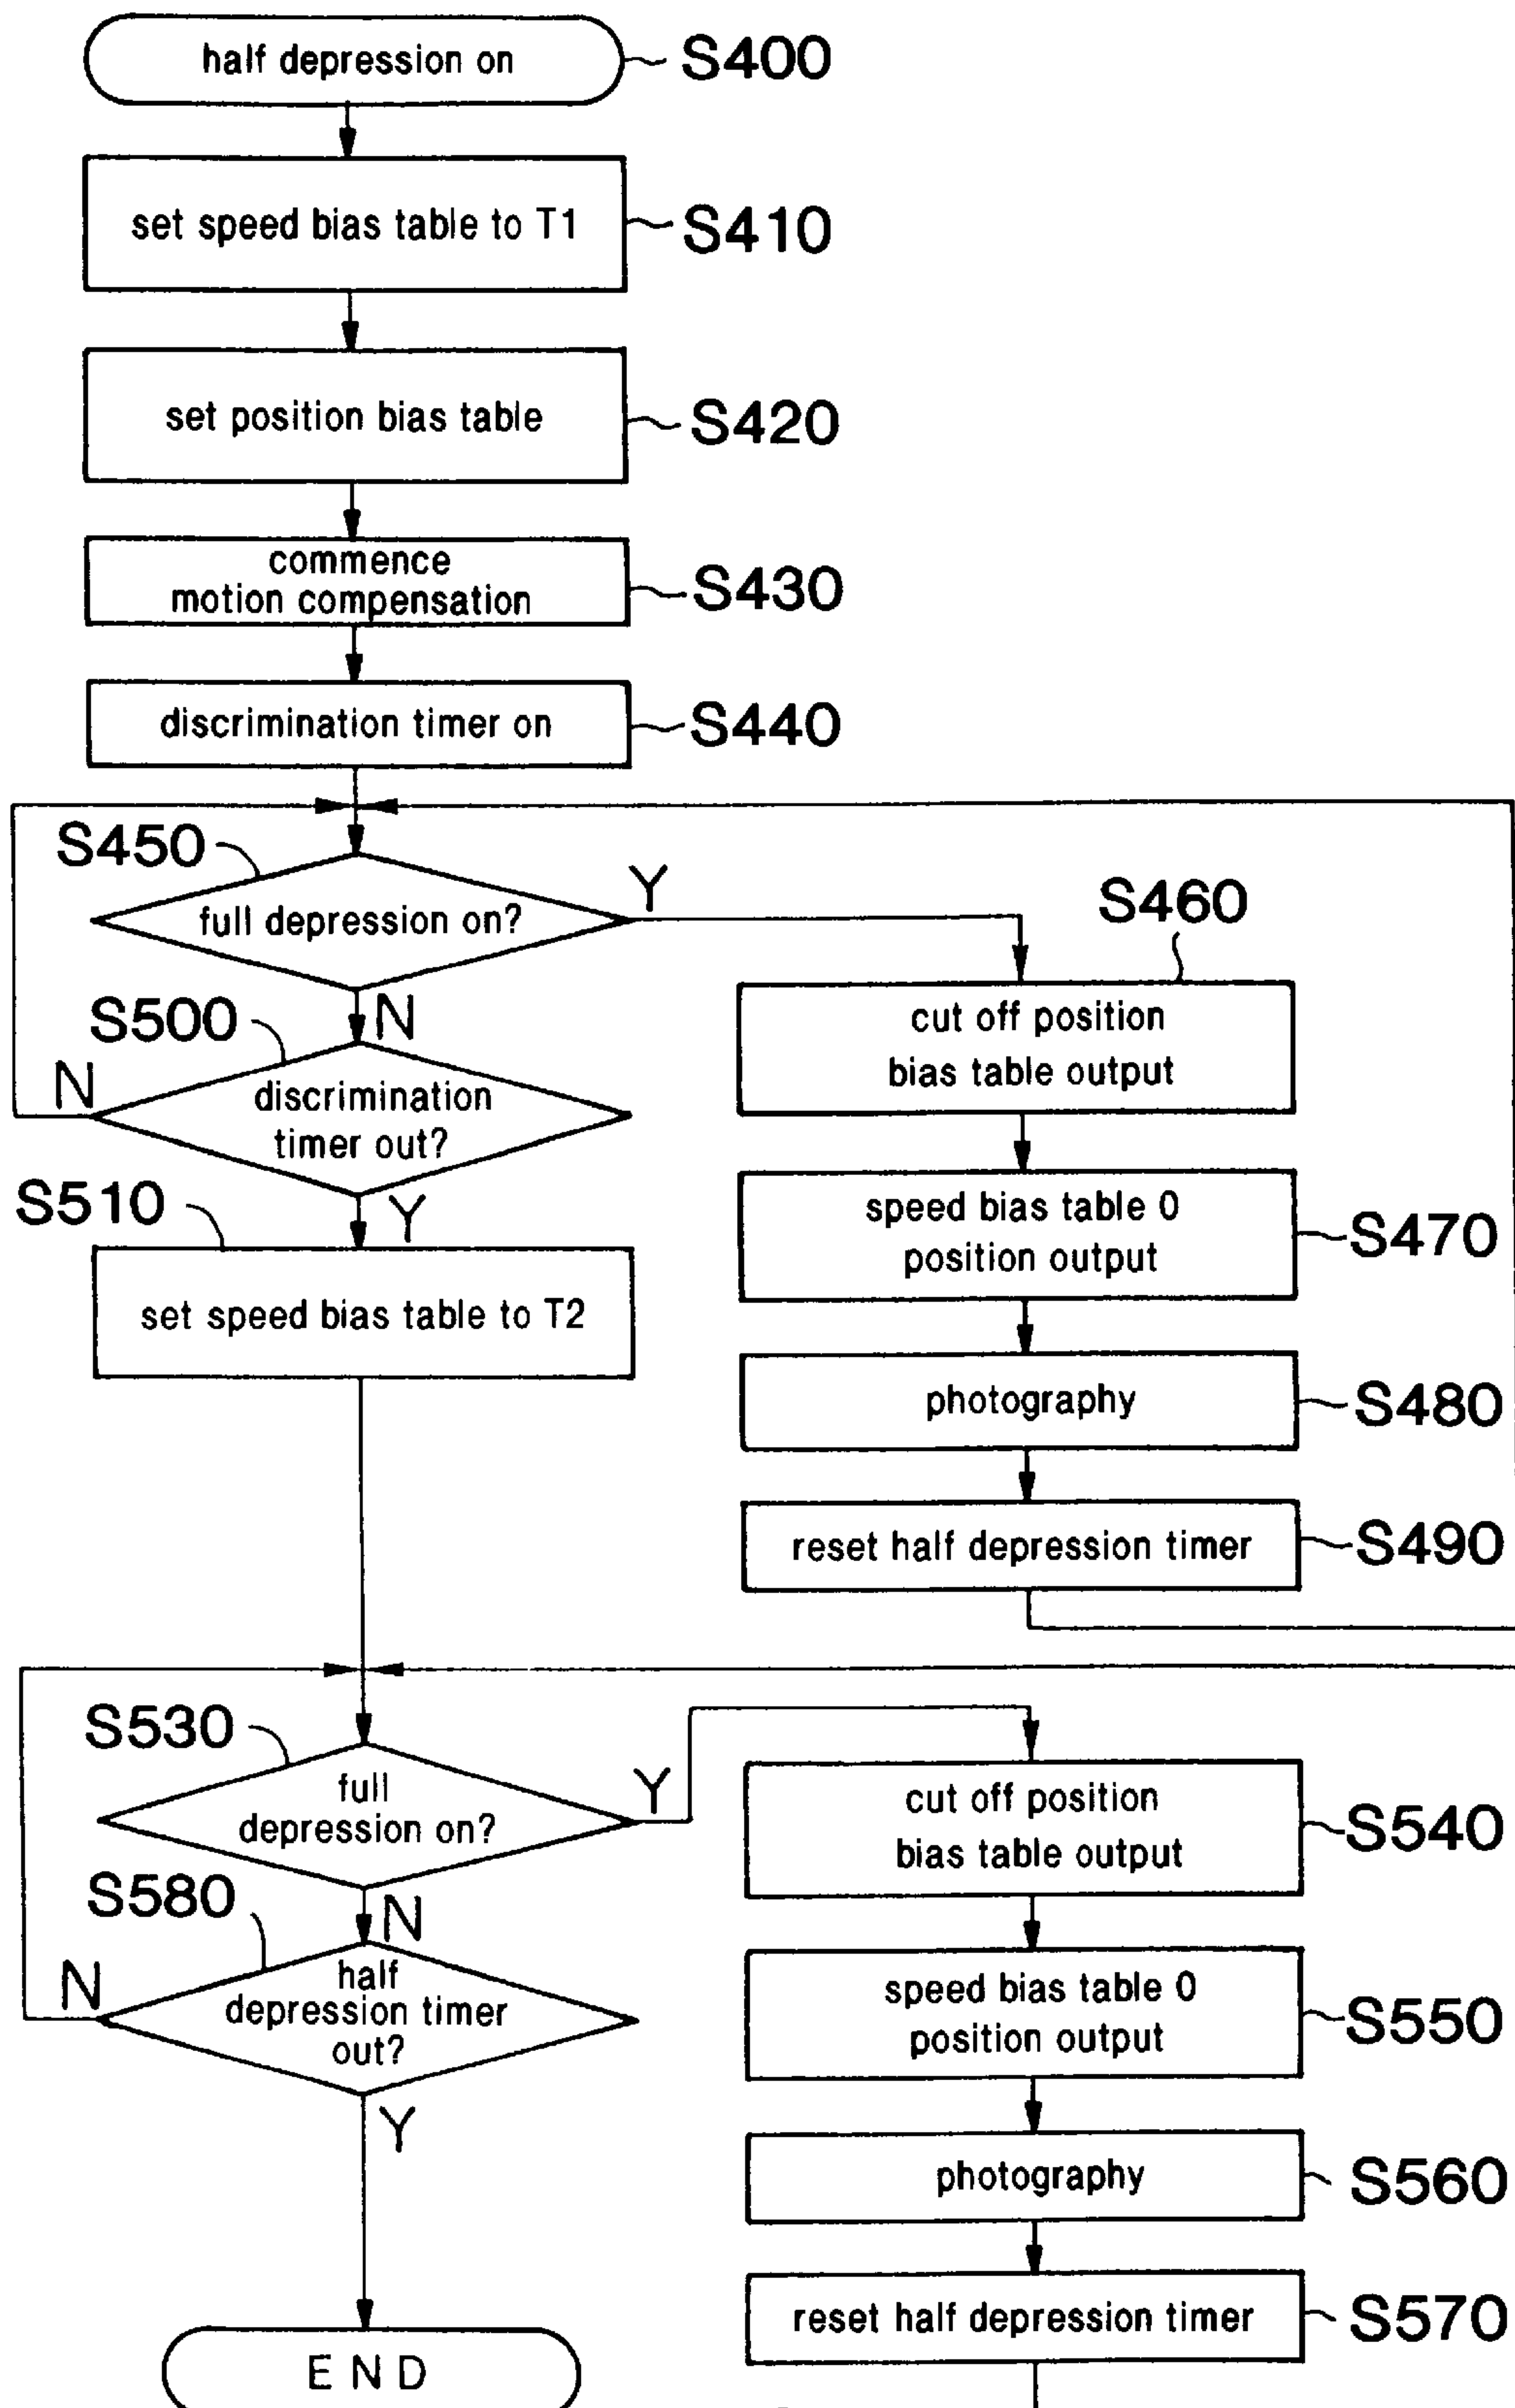 half depression on
S400
set speed bias table to T1
S410
set position bias table
S420
commence
motion compensation
S430
discrimination timer on
S440
S450
full depression on?
Y
N
S460
cut off position
bias table output
S500
discrimination
timer out?
N
Y
speed bias table 0
position output
S470
S510
set speed bias table to T2
photography
S480
reset half depression timer
S490
S530
full
depression on?
Y
N
cut off position
bias table output
S540
S580
half
depression timer
out?
N
Y
speed bias table 0
position output
S550
photography
S560
reset half depression timer
S570
END